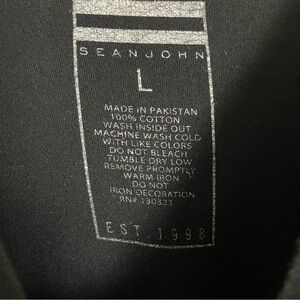 SEANJOHN
L
MADE IN PAKISTAN
100% COTTON
WASH INSIDE OUT
MACHINE WASH COLD
WITH LIKE COLORS
DO NOT BLEACH
TUMBLE DRY LOW
REMOVE PROMPTLY
WARM IRON
DO NOT
IRON DECORATION
RN# 130323
EST. 1998